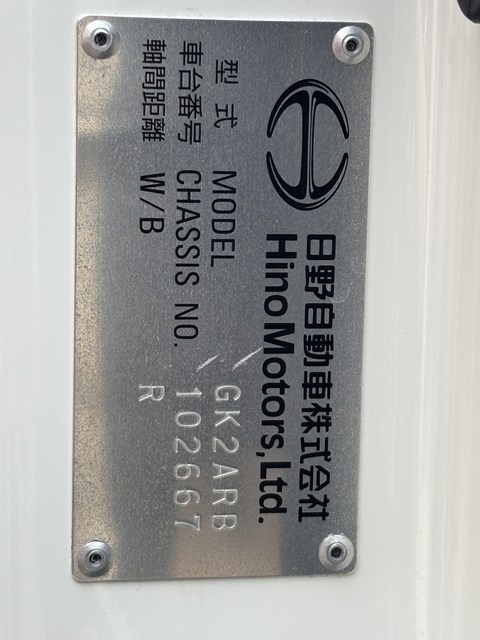 日野自動車株式会社
Hino Motors, Ltd.
型式 MODEL GK2ARB
車台番号 CHASSIS NO. 102667
軸間距離 W/B R